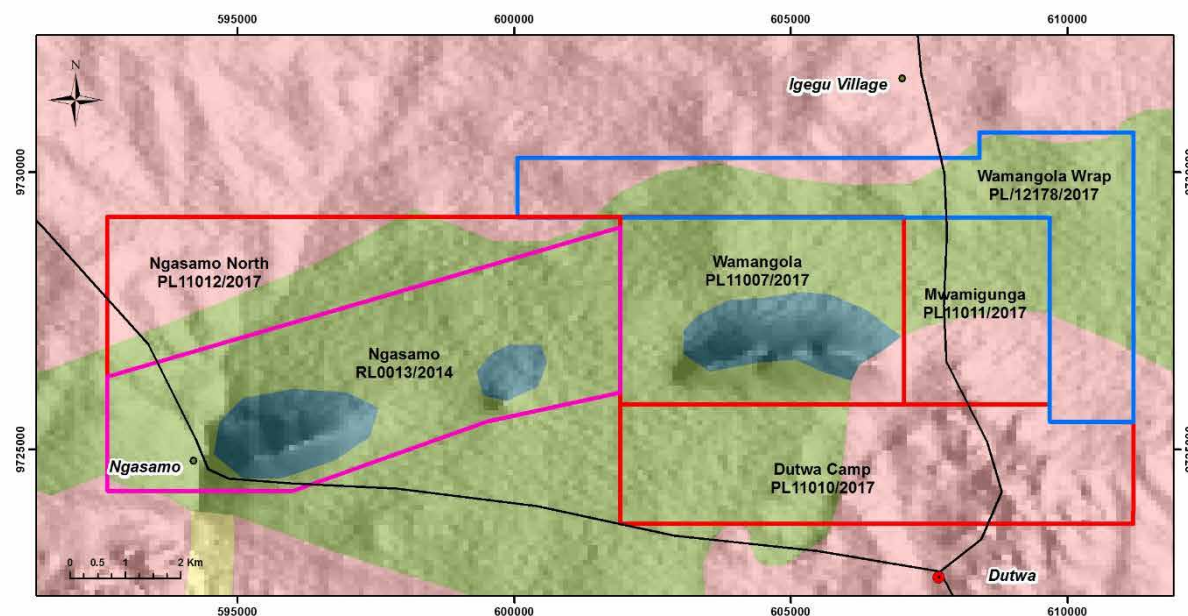 595000 600000 605000 610000
N
Igegu Village
9730000
9730000
Wamangola Wrap
PL/12178/2017
Ngasamo North
PL11012/2017
Wamangola
PL11007/2017
Mwamigunga
PL11011/2017
Ngasamo
RL0013/2014
9725000
9725000
Ngasamo
Dutwa Camp
PL11010/2017
0 0.5 1 2 Km
Dutwa
595000 600000 605000 610000